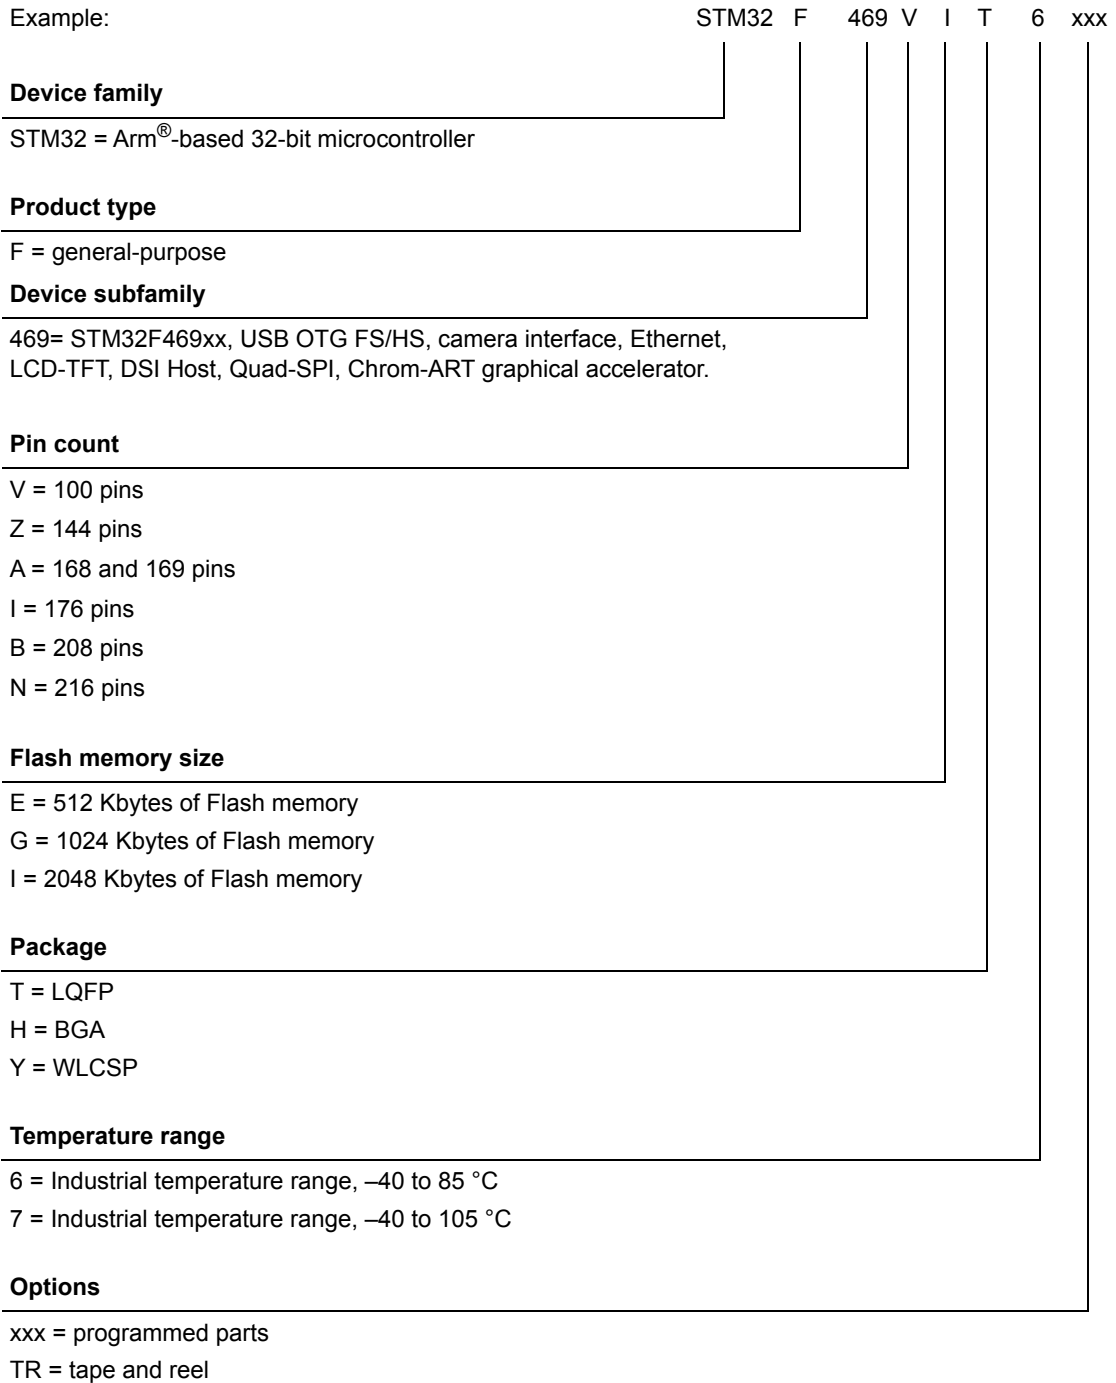 Example: STM32 F 469 V I T 6 xxx
Device family
STM32 = Arm®-based 32-bit microcontroller
Product type
F = general-purpose
Device subfamily
469= STM32F469xx, USB OTG FS/HS, camera interface, Ethernet,
LCD-TFT, DSI Host, Quad-SPI, Chrom-ART graphical accelerator.
Pin count
V = 100 pins
Z = 144 pins
A = 168 and 169 pins
I = 176 pins
B = 208 pins
N = 216 pins
Flash memory size
E = 512 Kbytes of Flash memory
G = 1024 Kbytes of Flash memory
I = 2048 Kbytes of Flash memory
Package
T = LQFP
H = BGA
Y = WLCSP
Temperature range
6 = Industrial temperature range, –40 to 85 °C
7 = Industrial temperature range, –40 to 105 °C
Options
xxx = programmed parts
TR = tape and reel